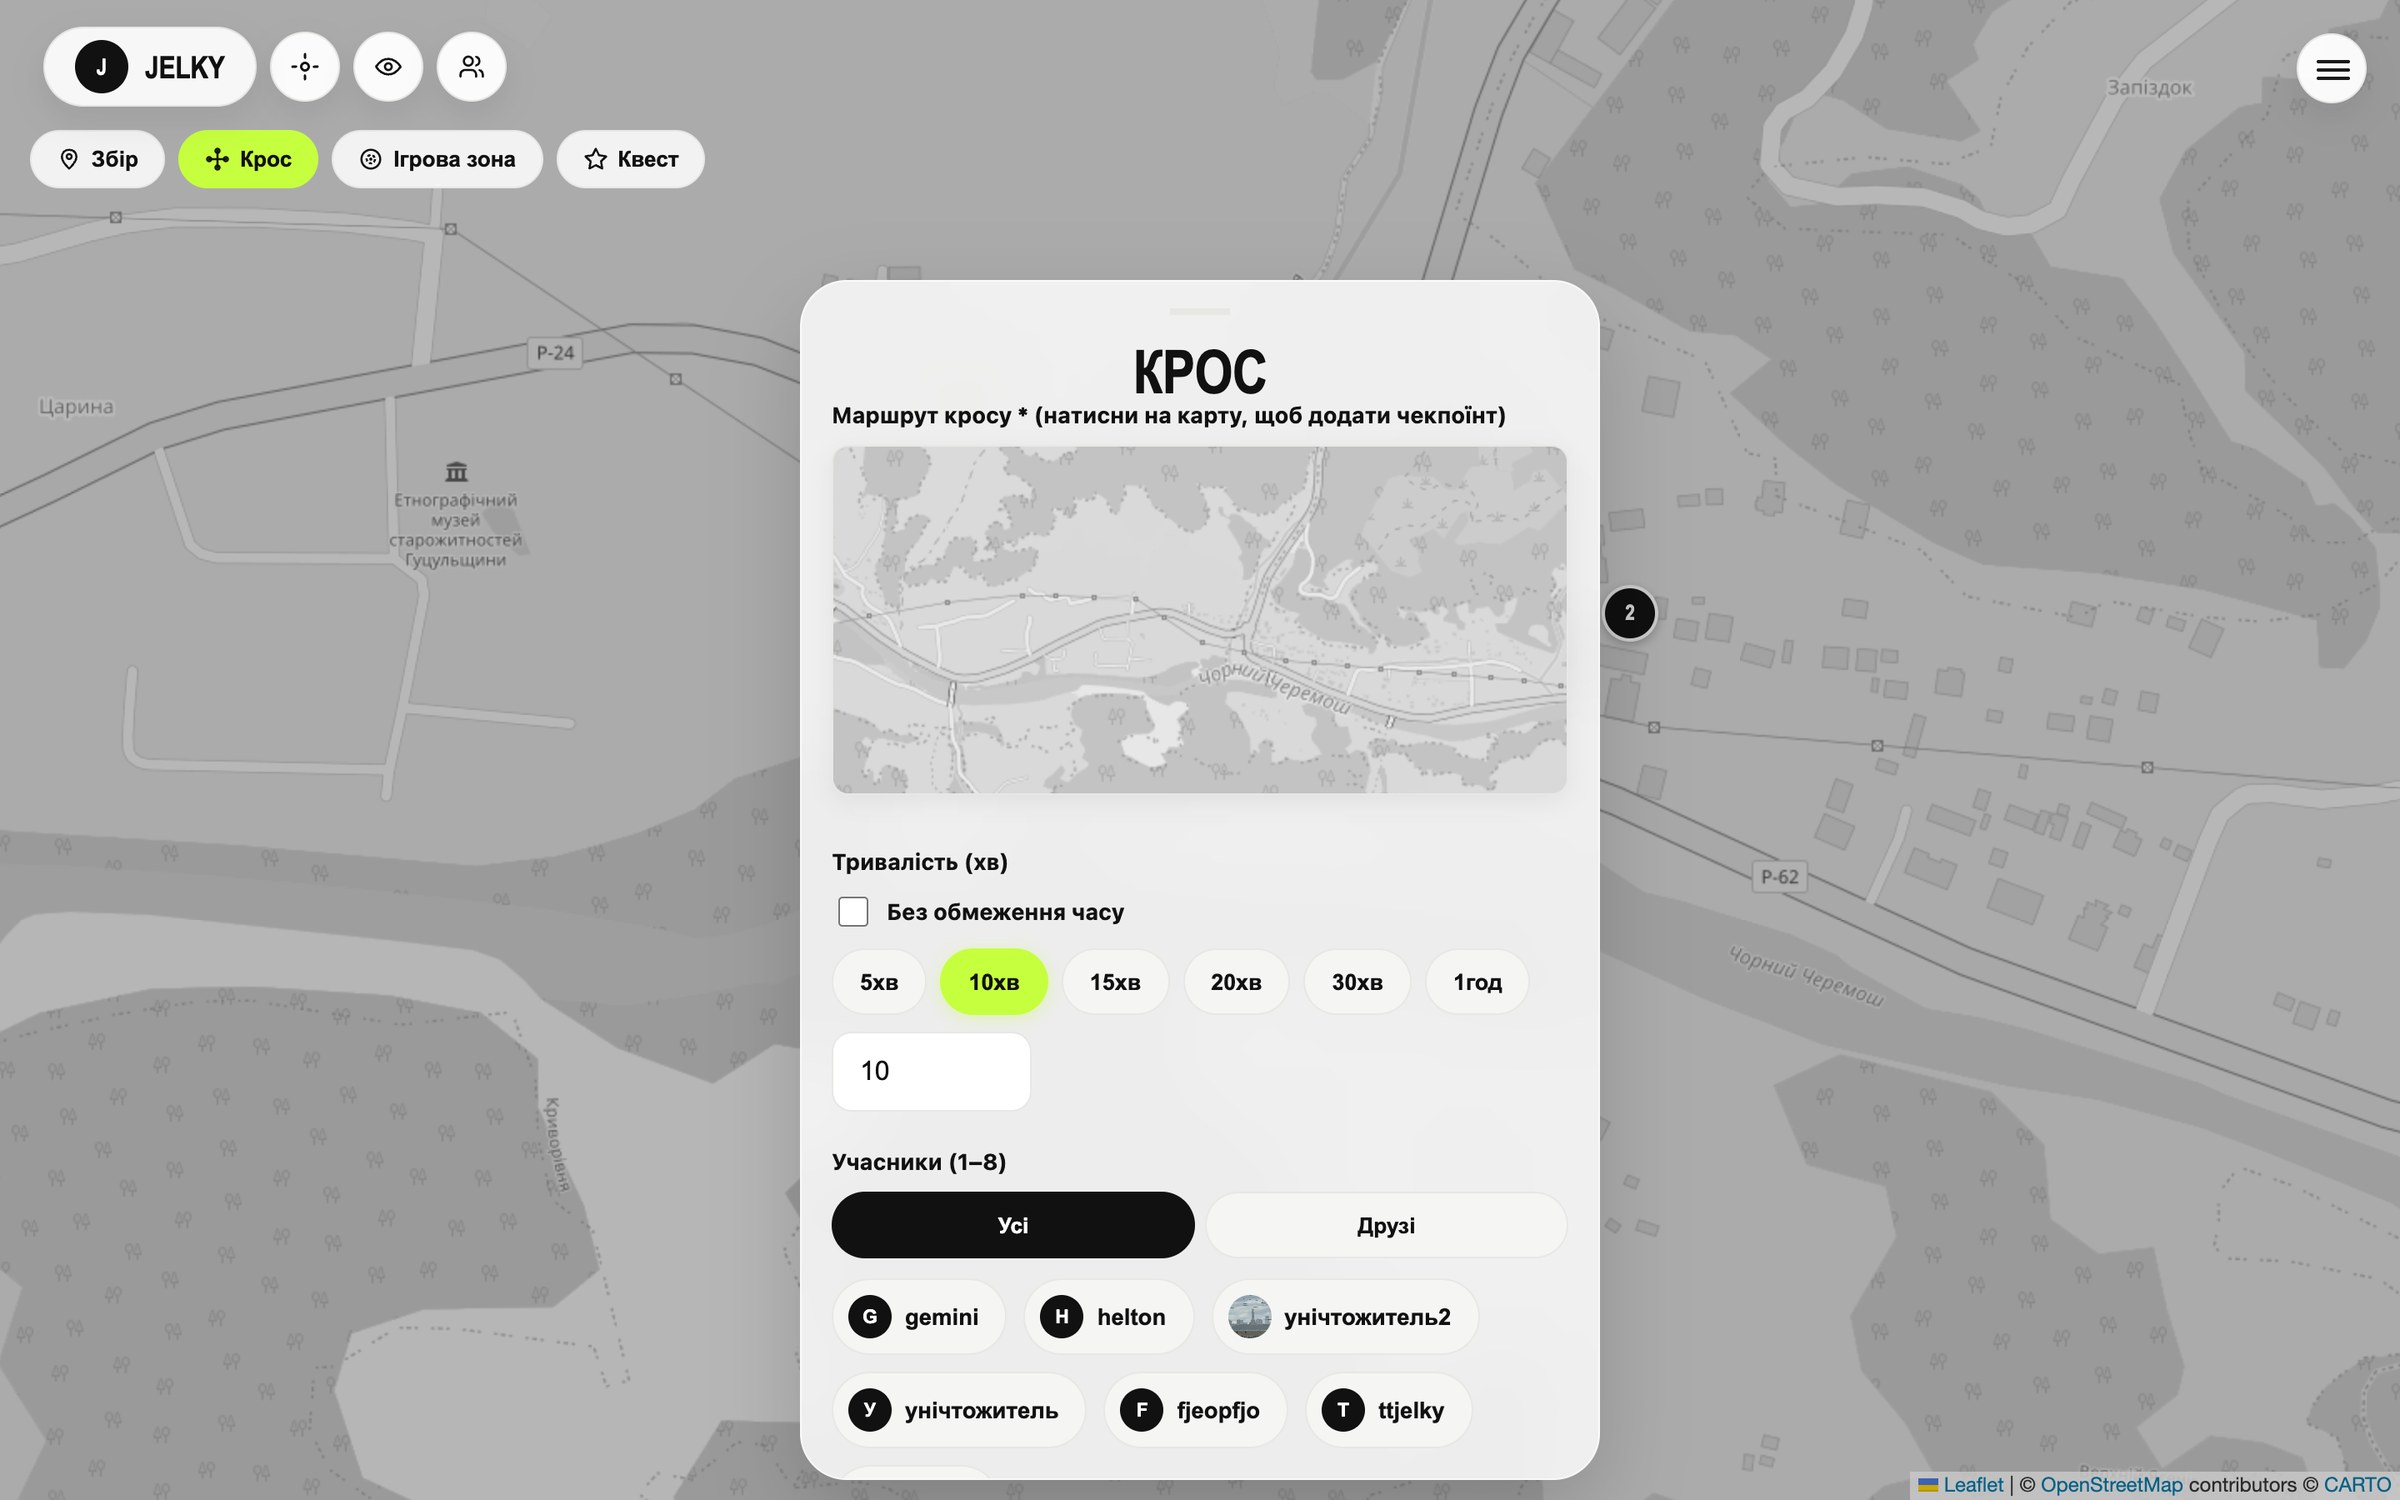 J JELKY
Збір
Крос
Ігрова зона
Квест
Запіздок
Р-24
Царина
Етнографічний
музей
старожитностей
Гуцульщини
КРОС
Маршрут кросу * (натисни на карту, щоб додати чекпоїнт)
Чорний Черемош
2
Р-62
Чорний Черемош
Криворівня
Тривалість (хв)
Без обмеження часу
5хв
10хв
15хв
20хв
30хв
1год
10
Учасники (1–8)
Усі
Друзі
G gemini
H helton
унічтожитель2
У унічтожитель
F fjeopfjo
T ttjelky
Leaflet | © OpenStreetMap contributors © CARTO